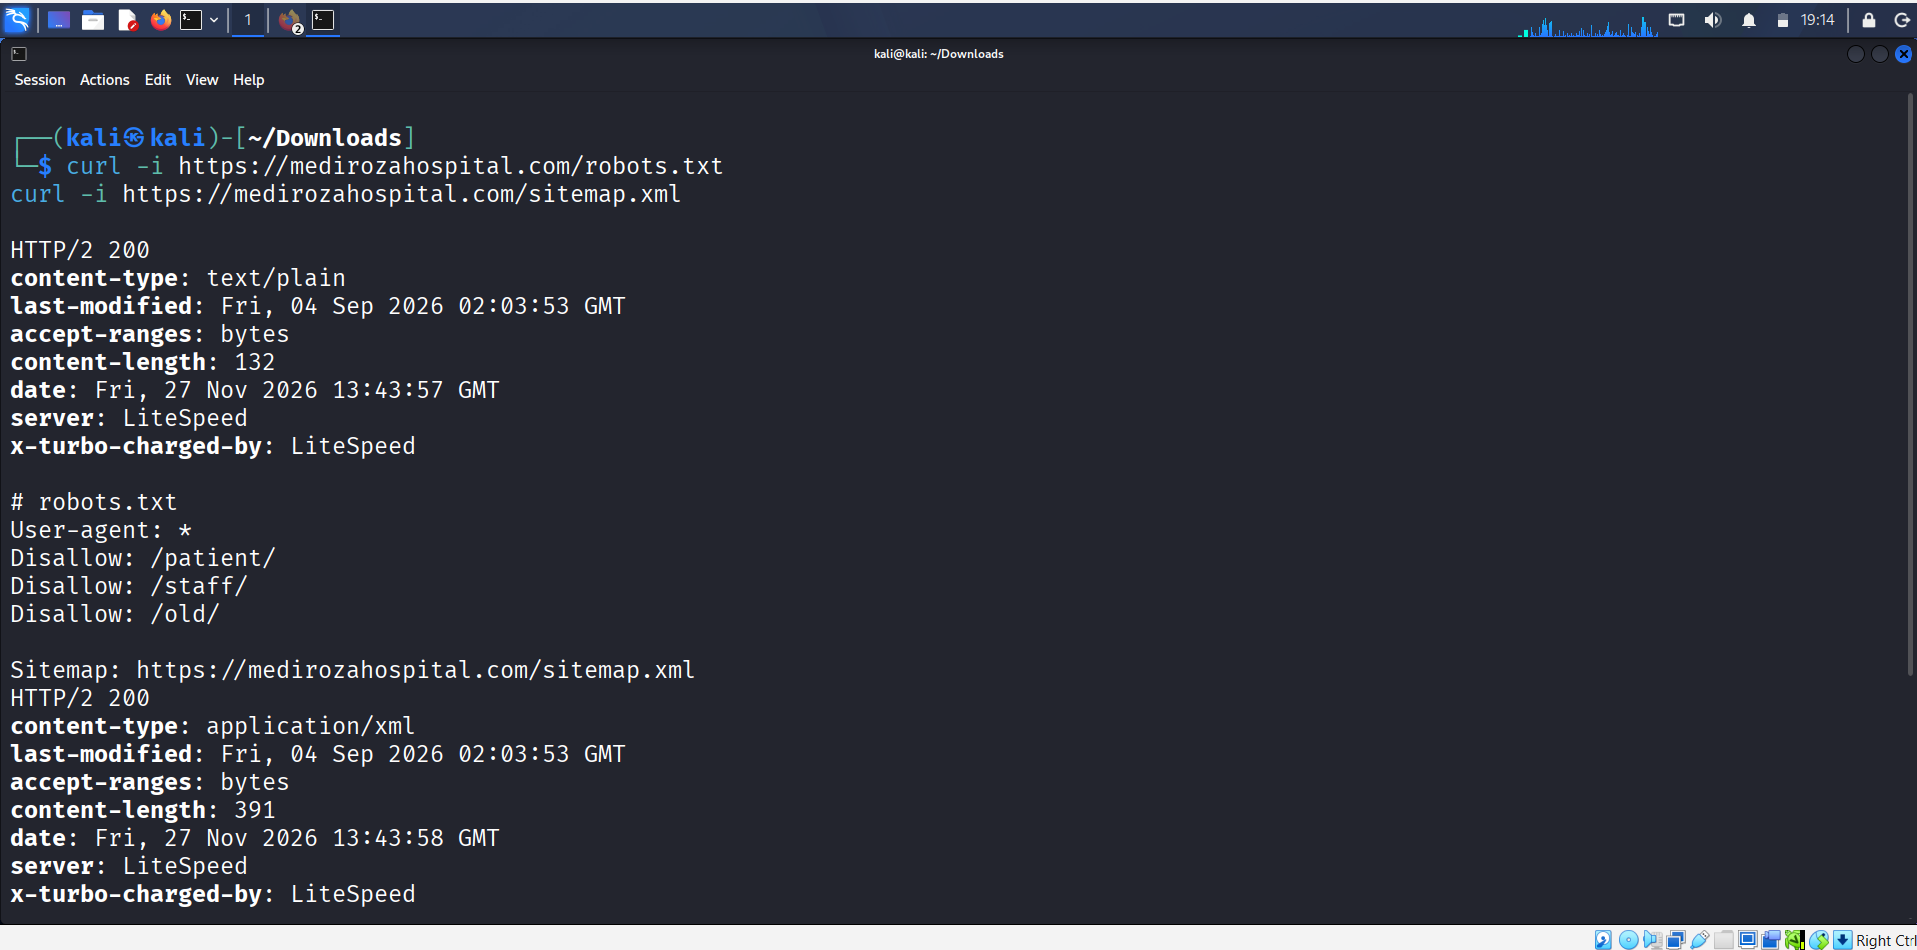 1
2
19:14
kali@kali: ~/Downloads
Session Actions Edit View Help
┌──(kali㉿kali)-[~/Downloads]
└─$ curl -i https://medirozahospital.com/robots.txt
curl -i https://medirozahospital.com/sitemap.xml
HTTP/2 200
content-type: text/plain
last-modified: Fri, 04 Sep 2026 02:03:53 GMT
accept-ranges: bytes
content-length: 132
date: Fri, 27 Nov 2026 13:43:57 GMT
server: LiteSpeed
x-turbo-charged-by: LiteSpeed
# robots.txt
User-agent: *
Disallow: /patient/
Disallow: /staff/
Disallow: /old/
Sitemap: https://medirozahospital.com/sitemap.xml
HTTP/2 200
content-type: application/xml
last-modified: Fri, 04 Sep 2026 02:03:53 GMT
accept-ranges: bytes
content-length: 391
date: Fri, 27 Nov 2026 13:43:58 GMT
server: LiteSpeed
x-turbo-charged-by: LiteSpeed
Right Ctrl